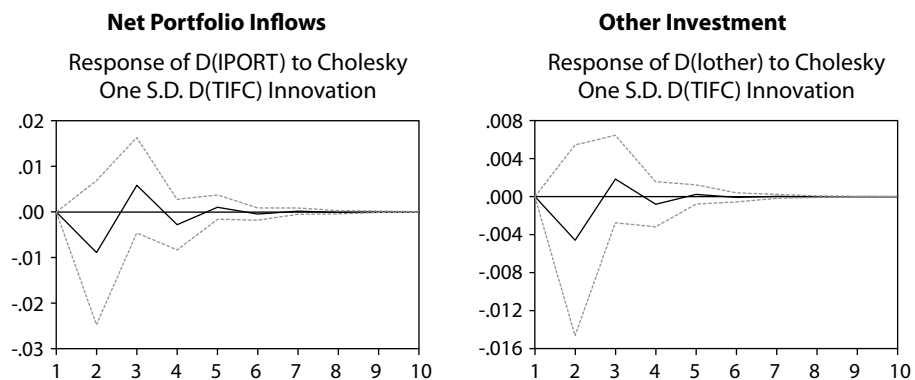 Net Portfolio Inflows
Response of D(IPORT) to Cholesky
One S.D. D(TIFC) Innovation
.02
.01
.00
-.01
-.02
-.03
1 2 3 4 5 6 7 8 9 10
Other Investment
Response of D(lother) to Cholesky
One S.D. D(TIFC) Innovation
.008
.004
.000
-.004
-.008
-.012
-.016
1 2 3 4 5 6 7 8 9 10